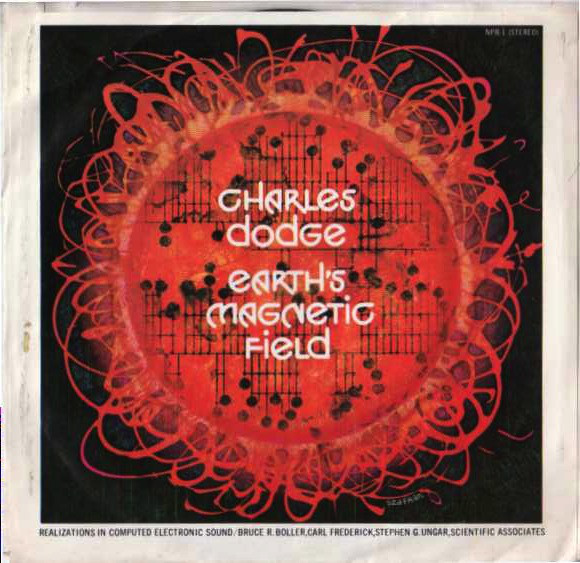 NPR 1 (STEREO)
CHARLES
dodGe
eARTH'S
MAGNETIC
Field
REALIZATIONS IN COMPUTED ELECTRONIC SOUND/BRUCE R.BOLLER,CARL FREDERICK,STEPHEN G.UNGAR,SCIENTIFIC ASSOCIATES